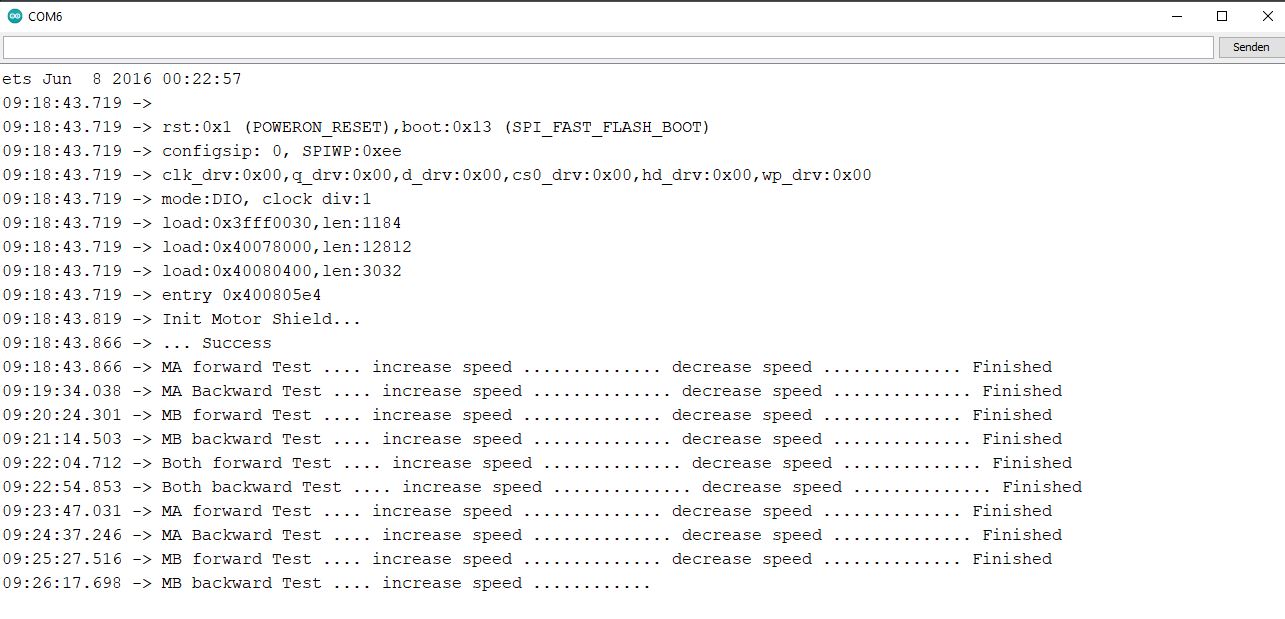 COM6
Senden
ets Jun  8 2016 00:22:57
09:18:43.719 ->
09:18:43.719 -> rst:0x1 (POWERON_RESET),boot:0x13 (SPI_FAST_FLASH_BOOT)
09:18:43.719 -> configsip: 0, SPIWP:0xee
09:18:43.719 -> clk_drv:0x00,q_drv:0x00,d_drv:0x00,cs0_drv:0x00,hd_drv:0x00,wp_drv:0x00
09:18:43.719 -> mode:DIO, clock div:1
09:18:43.719 -> load:0x3fff0030,len:1184
09:18:43.719 -> load:0x40078000,len:12812
09:18:43.719 -> load:0x40080400,len:3032
09:18:43.719 -> entry 0x400805e4
09:18:43.819 -> Init Motor Shield...
09:18:43.866 -> ... Success
09:18:43.866 -> MA forward Test .... increase speed .............. decrease speed .............. Finished
09:19:34.038 -> MA Backward Test .... increase speed .............. decrease speed .............. Finished
09:20:24.301 -> MB forward Test .... increase speed .............. decrease speed .............. Finished
09:21:14.503 -> MB backward Test .... increase speed .............. decrease speed .............. Finished
09:22:04.712 -> Both forward Test .... increase speed .............. decrease speed .............. Finished
09:22:54.853 -> Both backward Test .... increase speed .............. decrease speed .............. Finished
09:23:47.031 -> MA forward Test .... increase speed .............. decrease speed .............. Finished
09:24:37.246 -> MA Backward Test .... increase speed .............. decrease speed .............. Finished
09:25:27.516 -> MB forward Test .... increase speed .............. decrease speed .............. Finished
09:26:17.698 -> MB backward Test .... increase speed ............